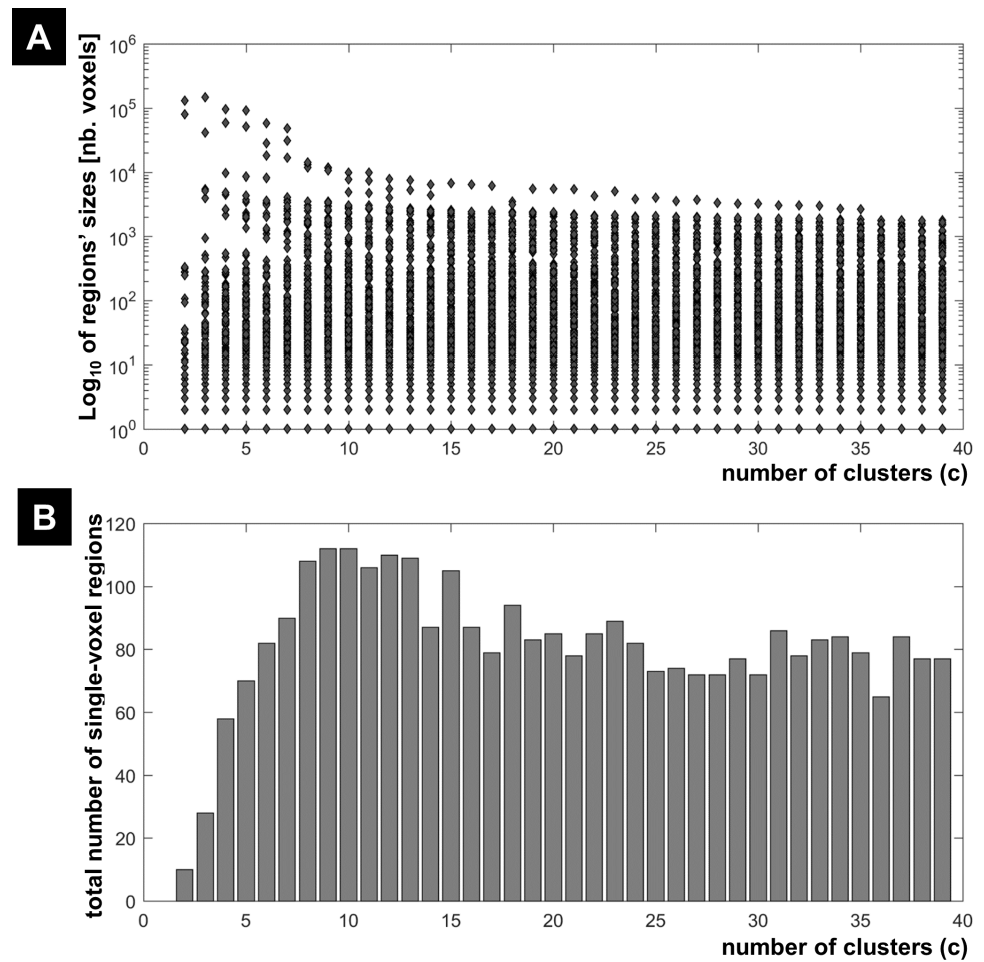 A
Log10 of regions' sizes [nb. voxels]
10^6
10^5
10^4
10^3
10^2
10^1
10^0
0 5 10 15 20 25 30 35 40
number of clusters (c)
B
total number of single-voxel regions
120
100
80
60
40
20
0
0 5 10 15 20 25 30 35 40
number of clusters (c)